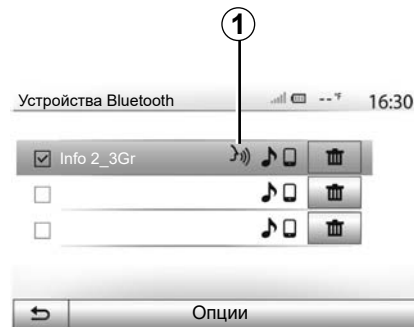 1
Устройства Bluetooth --°F 16:30
Info 2_3Gr
Опции